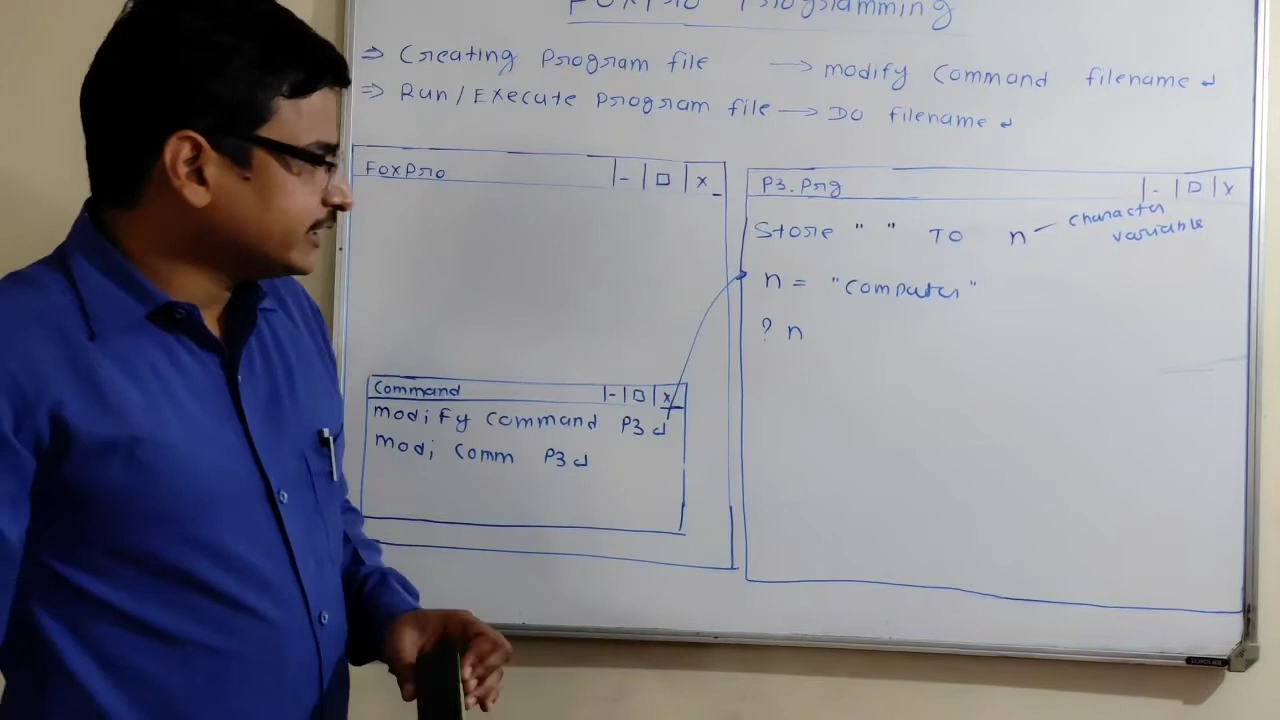 FoxPro Programming
⇒ Creating Program file → modify Command filename ↲
⇒ Run/Execute Program file → Do filename ↲
FoxPro |-|□|x
Command |-|□|x
modify Command P3 ↲
modi Comm P3 ↲
P3.Prg |-|□|x
Store " " TO n — character
variable
n = "Computer"
? n
SCHOLAR